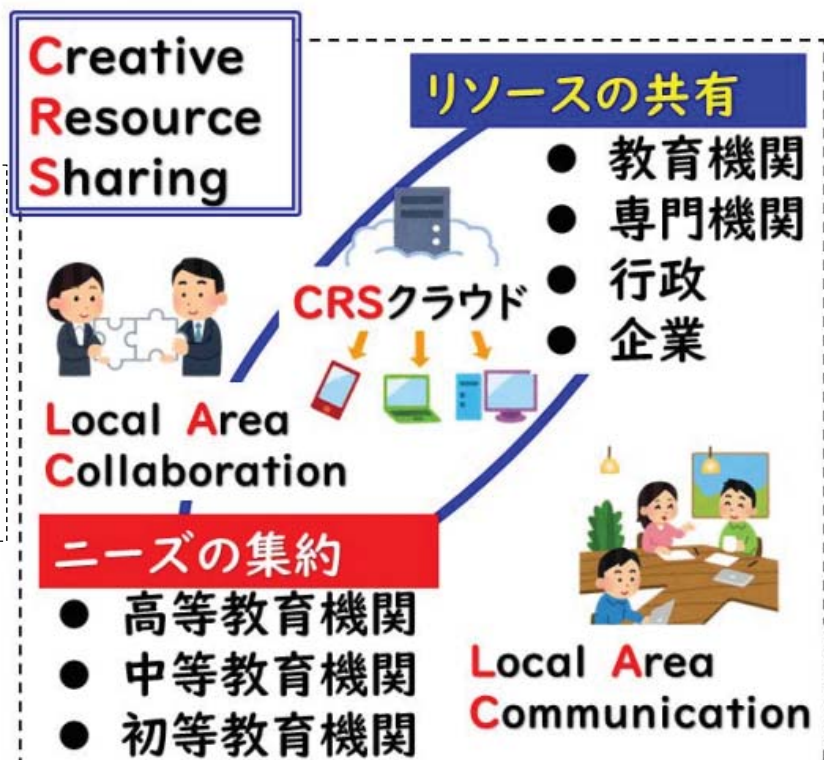 Creative
Resource
Sharing
リソースの共有
● 教育機関
● 専門機関
● 行政
● 企業
CRSクラウド
Local Area
Collaboration
ニーズの集約
● 高等教育機関
● 中等教育機関
● 初等教育機関
Local Area
Communication